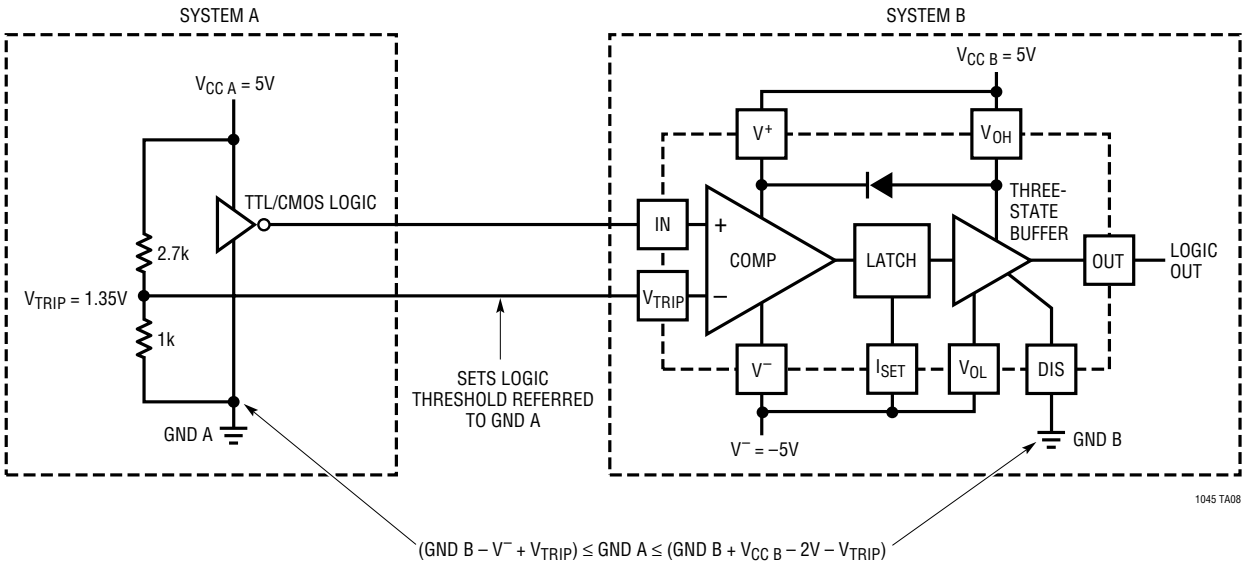 SYSTEM A
SYSTEM B
V_CC A = 5V
V_CC B = 5V
V⁺
V_OH
TTL/CMOS LOGIC
THREE-
STATE
BUFFER
IN
+
COMP
LATCH
OUT
LOGIC
OUT
2.7k
V_TRIP = 1.35V
V_TRIP
–
1k
V⁻
I_SET
V_OL
DIS
SETS LOGIC
THRESHOLD REFERRED
TO GND A
GND A
V⁻ = –5V
GND B
1045 TA08
(GND B – V⁻ + V_TRIP) ≤ GND A ≤ (GND B + V_CC B – 2V – V_TRIP)